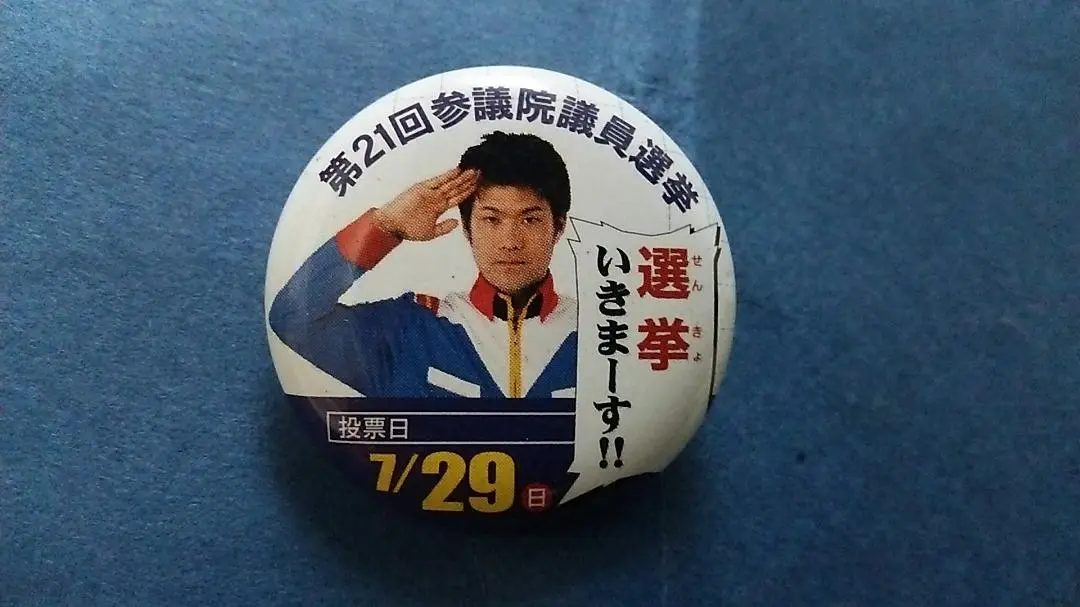 第21回参議院議員選挙
選挙
せんきょ
いきまーす!!
投票日
7/29日